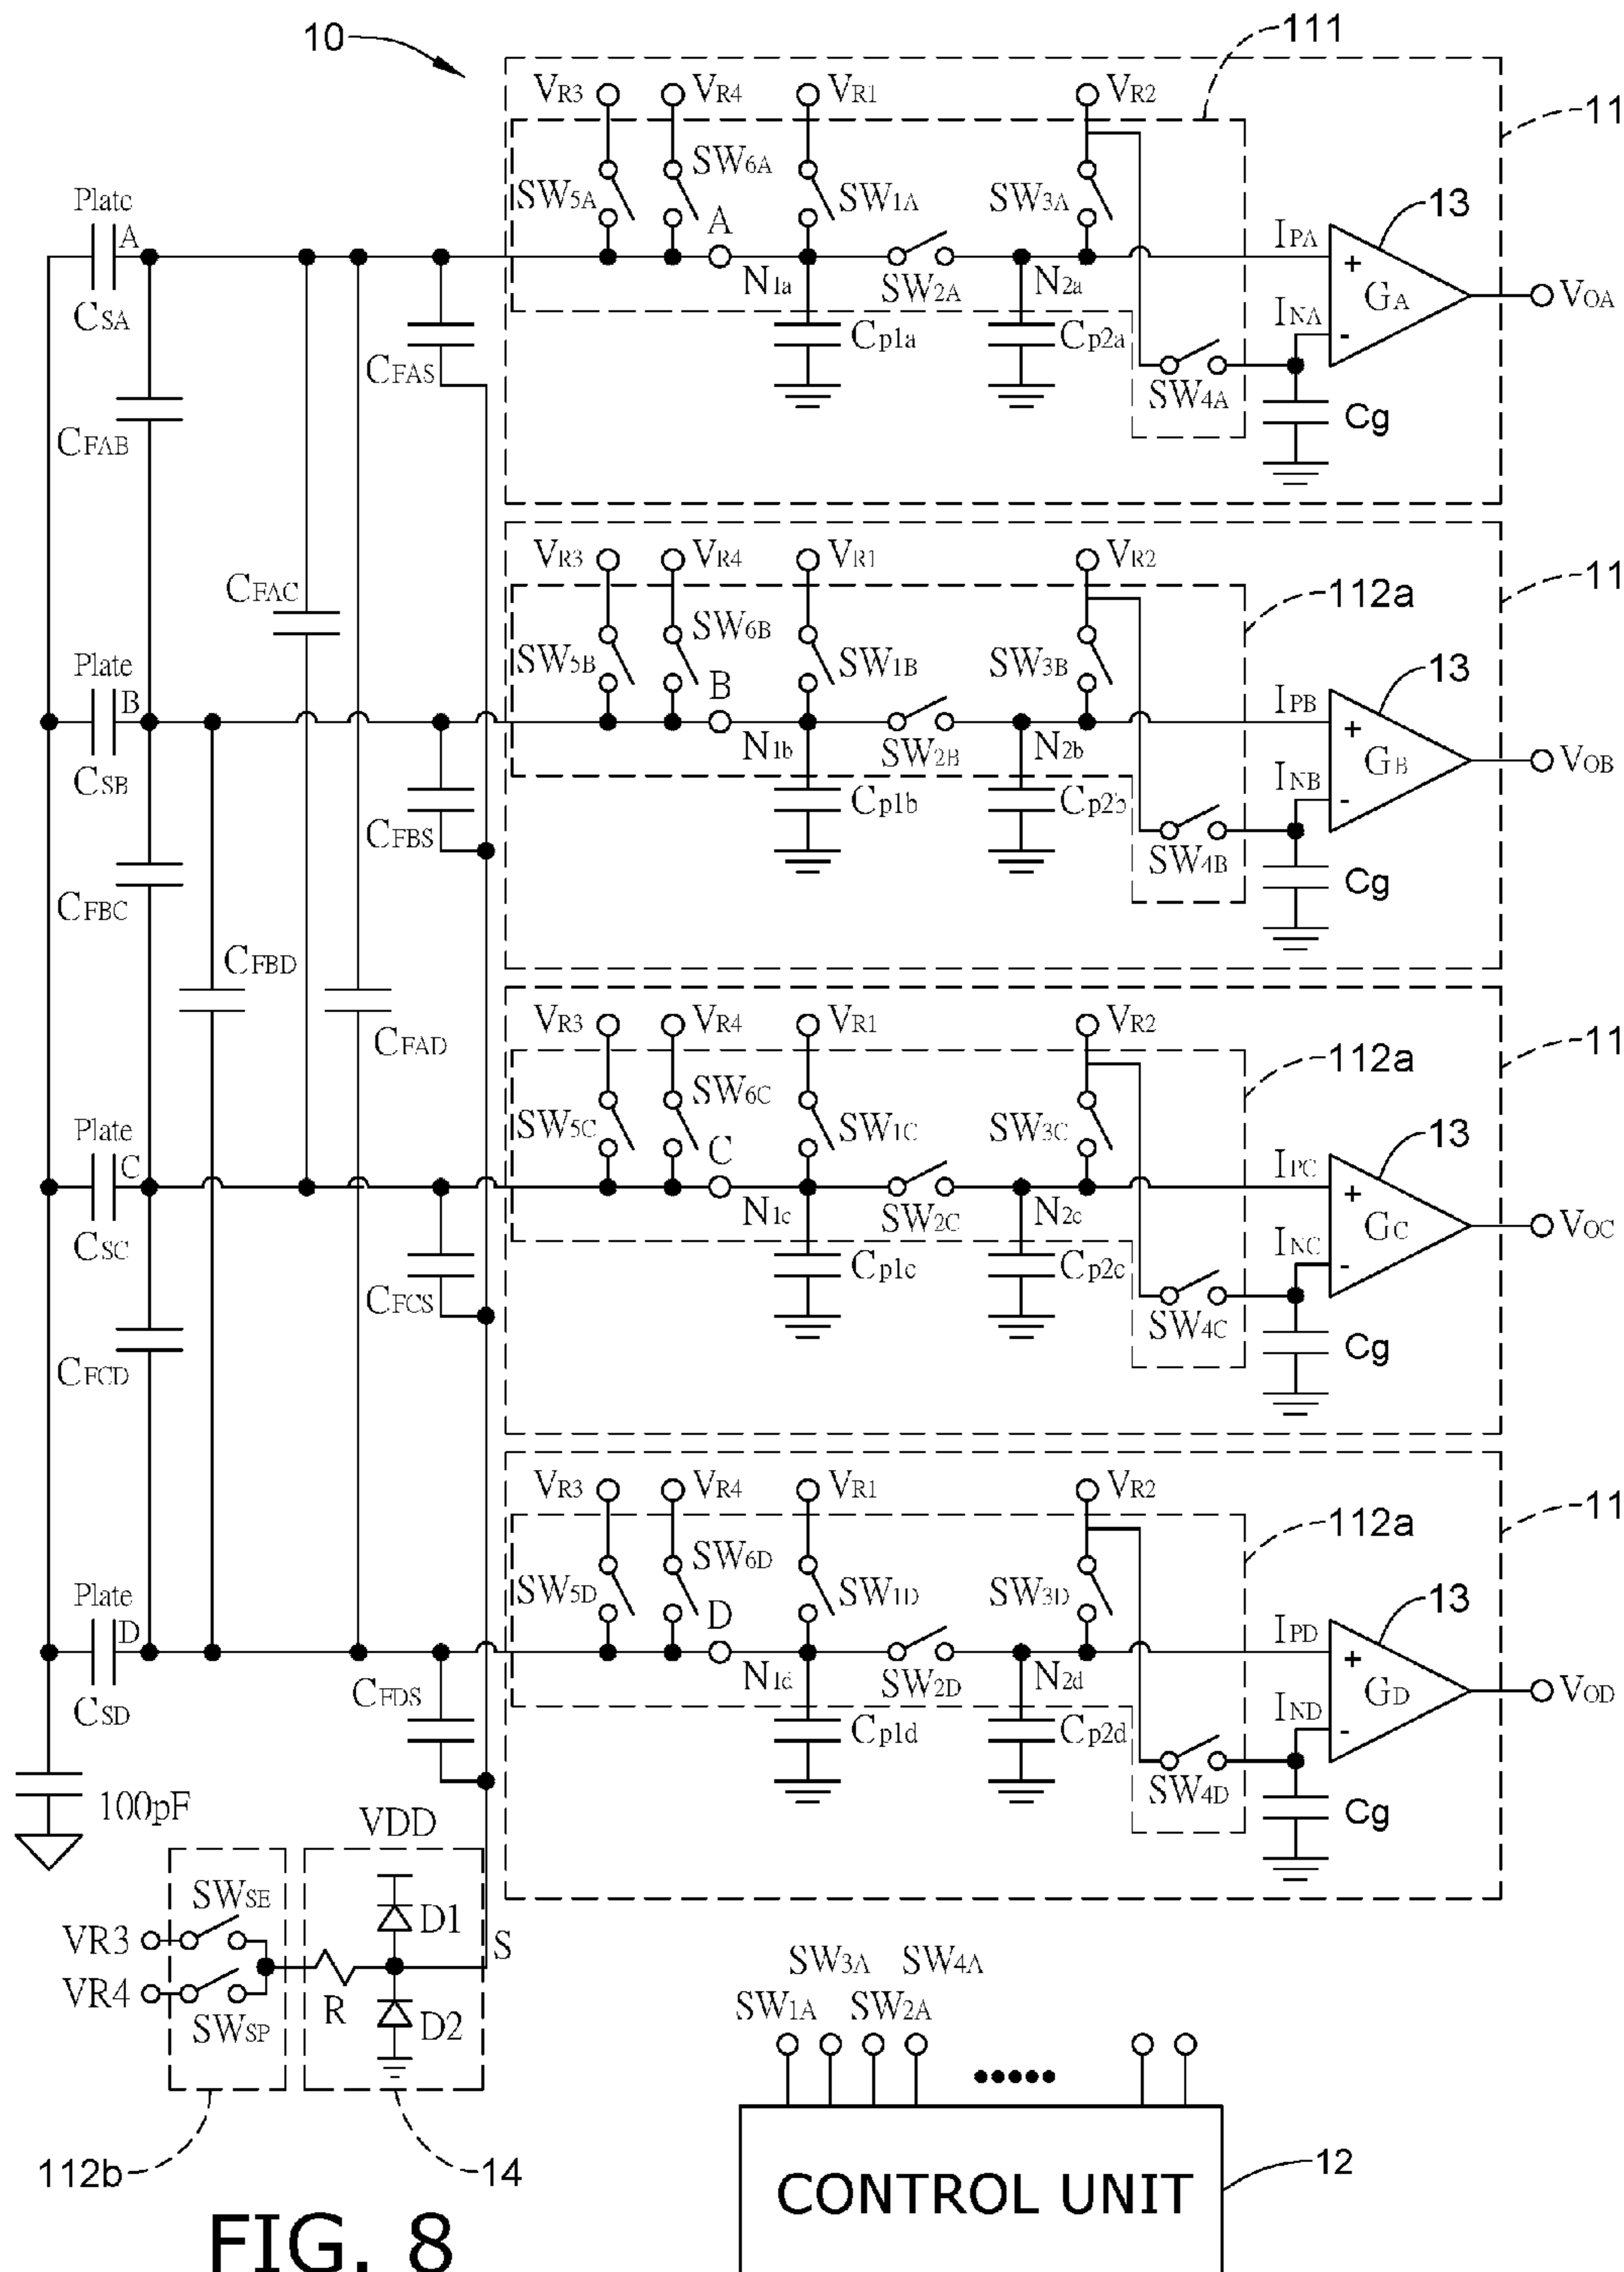 10
111
VR3 VR4 VR1 VR2
11
SW5A SW6A SW1A SW3A
13
Plate
A
A
IPA
+
GA
VOA
CSA
N1a SW2A N2a
INA
-
CFAS
Cp1a Cp2a
SW4A
Cg
CFAB
VR3 VR4 VR1 VR2
11
CFAC
112a
SW5B SW6B SW1B SW3B
13
Plate
B
B
IPB
+
GB
VOB
CSB
N1b SW2B N2b
INB
-
CFBS
Cp1b Cp2b
SW4B
Cg
CFBC
CFBD
VR3 VR4 VR1 VR2
11
CFAD
112a
SW5C SW6C SW1C SW3C
13
Plate
C
C
IPC
+
GC
VOC
CSC
N1c SW2C N2c
INC
-
CFCS
Cp1c Cp2c
SW4C
Cg
CFCD
VR3 VR4 VR1 VR2
11
112a
SW5D SW6D SW1D SW3D
13
Plate
D
D
IPD
+
GD
VOD
CSD
CFDS
N1d SW2D N2d
IND
-
Cp1d Cp2d
SW4D
Cg
100pF
VDD
SWSE
D1
VR3
S
VR4
R
SWSP
D2
SW3A SW4A
SW1A SW2A
112b
14
12
CONTROL UNIT
FIG. 8